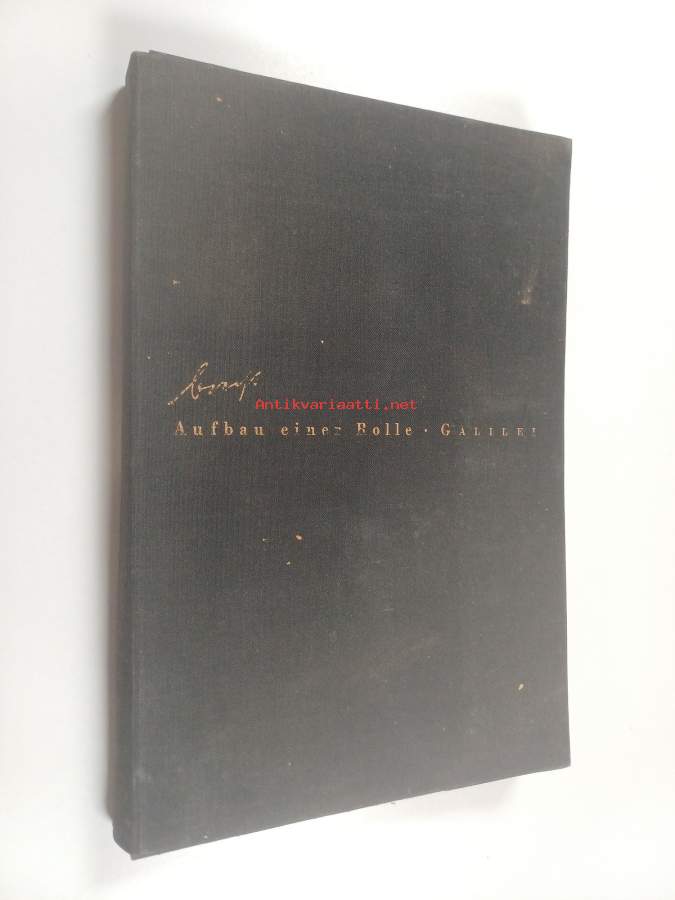 Brecht
Antikvariaatti.net
Aufbau einer Rolle · GALILEI